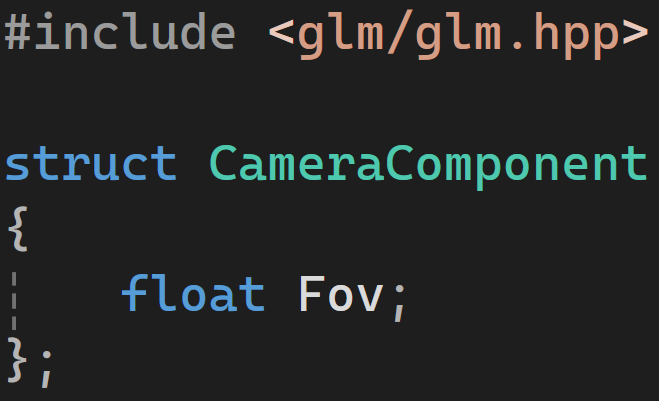 #include <glm/glm.hpp>
struct CameraComponent
{
float Fov;
};